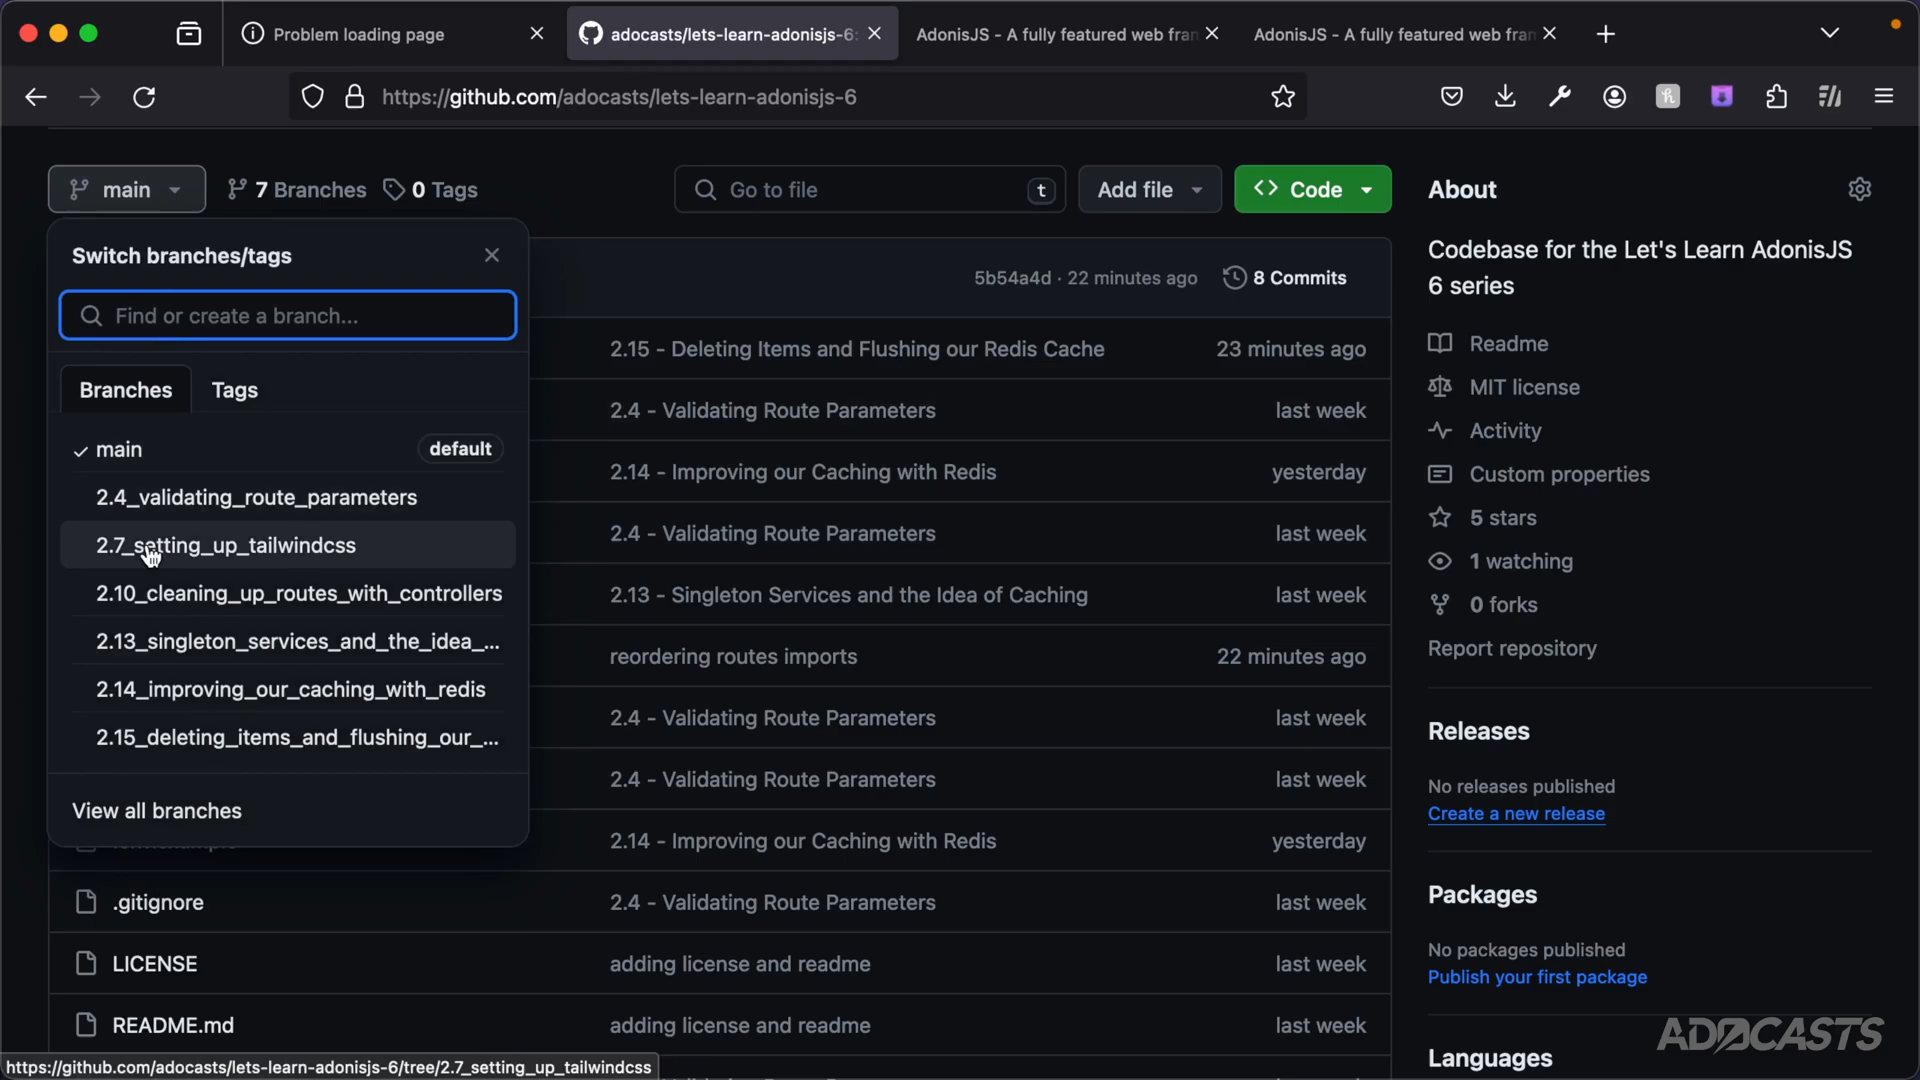 Problem loading page
adocasts/lets-learn-adonisjs-6:
AdonisJS - A fully featured web fran
AdonisJS - A fully featured web fran
https://github.com/adocasts/lets-learn-adonisjs-6
main
7 Branches
0 Tags
Go to file
t
Add file
Code
Switch branches/tags
Find or create a branch...
Branches
Tags
main
default
2.4_validating_route_parameters
2.7_setting_up_tailwindcss
2.10_cleaning_up_routes_with_controllers
2.13_singleton_services_and_the_idea_...
2.14_improving_our_caching_with_redis
2.15_deleting_items_and_flushing_our_...
View all branches
5b54a4d · 22 minutes ago
8 Commits
2.15 - Deleting Items and Flushing our Redis Cache
23 minutes ago
2.4 - Validating Route Parameters
last week
2.14 - Improving our Caching with Redis
yesterday
2.4 - Validating Route Parameters
last week
2.13 - Singleton Services and the Idea of Caching
last week
reordering routes imports
22 minutes ago
2.4 - Validating Route Parameters
last week
2.4 - Validating Route Parameters
last week
2.14 - Improving our Caching with Redis
yesterday
.gitignore
2.4 - Validating Route Parameters
last week
LICENSE
adding license and readme
last week
README.md
adding license and readme
last week
About
Codebase for the Let's Learn AdonisJS
6 series
Readme
MIT license
Activity
Custom properties
5 stars
1 watching
0 forks
Report repository
Releases
No releases published
Create a new release
Packages
No packages published
Publish your first package
Languages
ADOCASTS
https://github.com/adocasts/lets-learn-adonisjs-6/tree/2.7_setting_up_tailwindcss